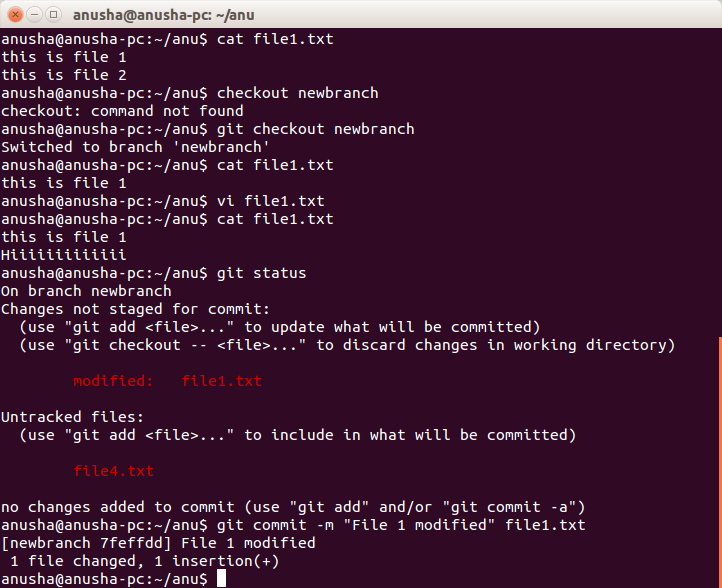 anusha@anusha-pc: ~/anu
anusha@anusha-pc:~/anu$ cat file1.txt
this is file 1
this is file 2
anusha@anusha-pc:~/anu$ checkout newbranch
checkout: command not found
anusha@anusha-pc:~/anu$ git checkout newbranch
Switched to branch 'newbranch'
anusha@anusha-pc:~/anu$ cat file1.txt
this is file 1
anusha@anusha-pc:~/anu$ vi file1.txt
anusha@anusha-pc:~/anu$ cat file1.txt
this is file 1
Hiiiiiiiiiiiii
anusha@anusha-pc:~/anu$ git status
On branch newbranch
Changes not staged for commit:
  (use "git add <file>..." to update what will be committed)
  (use "git checkout -- <file>..." to discard changes in working directory)
        modified:   file1.txt
Untracked files:
  (use "git add <file>..." to include in what will be committed)
        file4.txt
no changes added to commit (use "git add" and/or "git commit -a")
anusha@anusha-pc:~/anu$ git commit -m "File 1 modified" file1.txt
[newbranch 7feffdd] File 1 modified
 1 file changed, 1 insertion(+)
anusha@anusha-pc:~/anu$